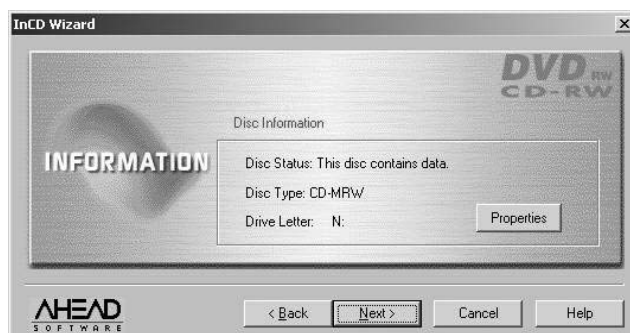 InCD Wizard
DVD RW
CD-RW
Disc Information
INFORMATION
Disc Status: This disc contains data.
Disc Type: CD-MRW
Drive Letter: N:
Properties
AHEAD
SOFTWARE
< Back
Next >
Cancel
Help